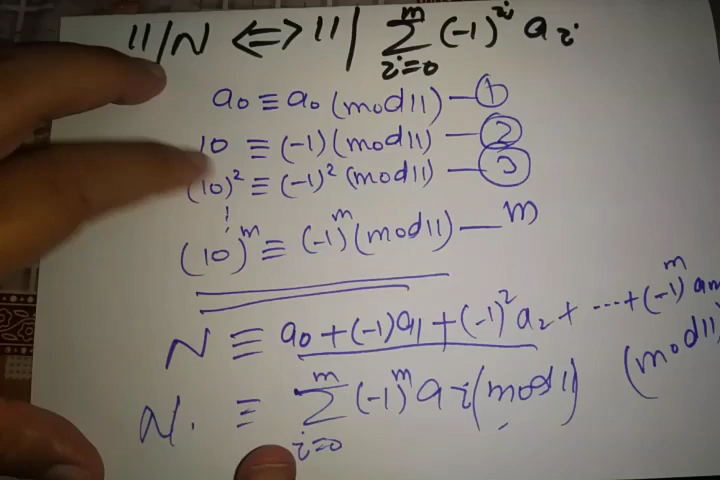 11/N ⇔ 11 | ∑_{i=0}^{m} (-1)^i a_i
a₀ ≡ a₀ (mod 11) — ①
10 ≡ (-1) (mod 11) — ②
(10)² ≡ (-1)² (mod 11) — ③
⋮
(10)^m ≡ (-1)^m (mod 11) — m
N ≡ a₀ + (-1)a₁ + (-1)² a₂ + ··· + (-1)^m a_m (mod 11)
N. ≡ ∑_{i=0}^{m} (-1)^m a_i (mod 11)